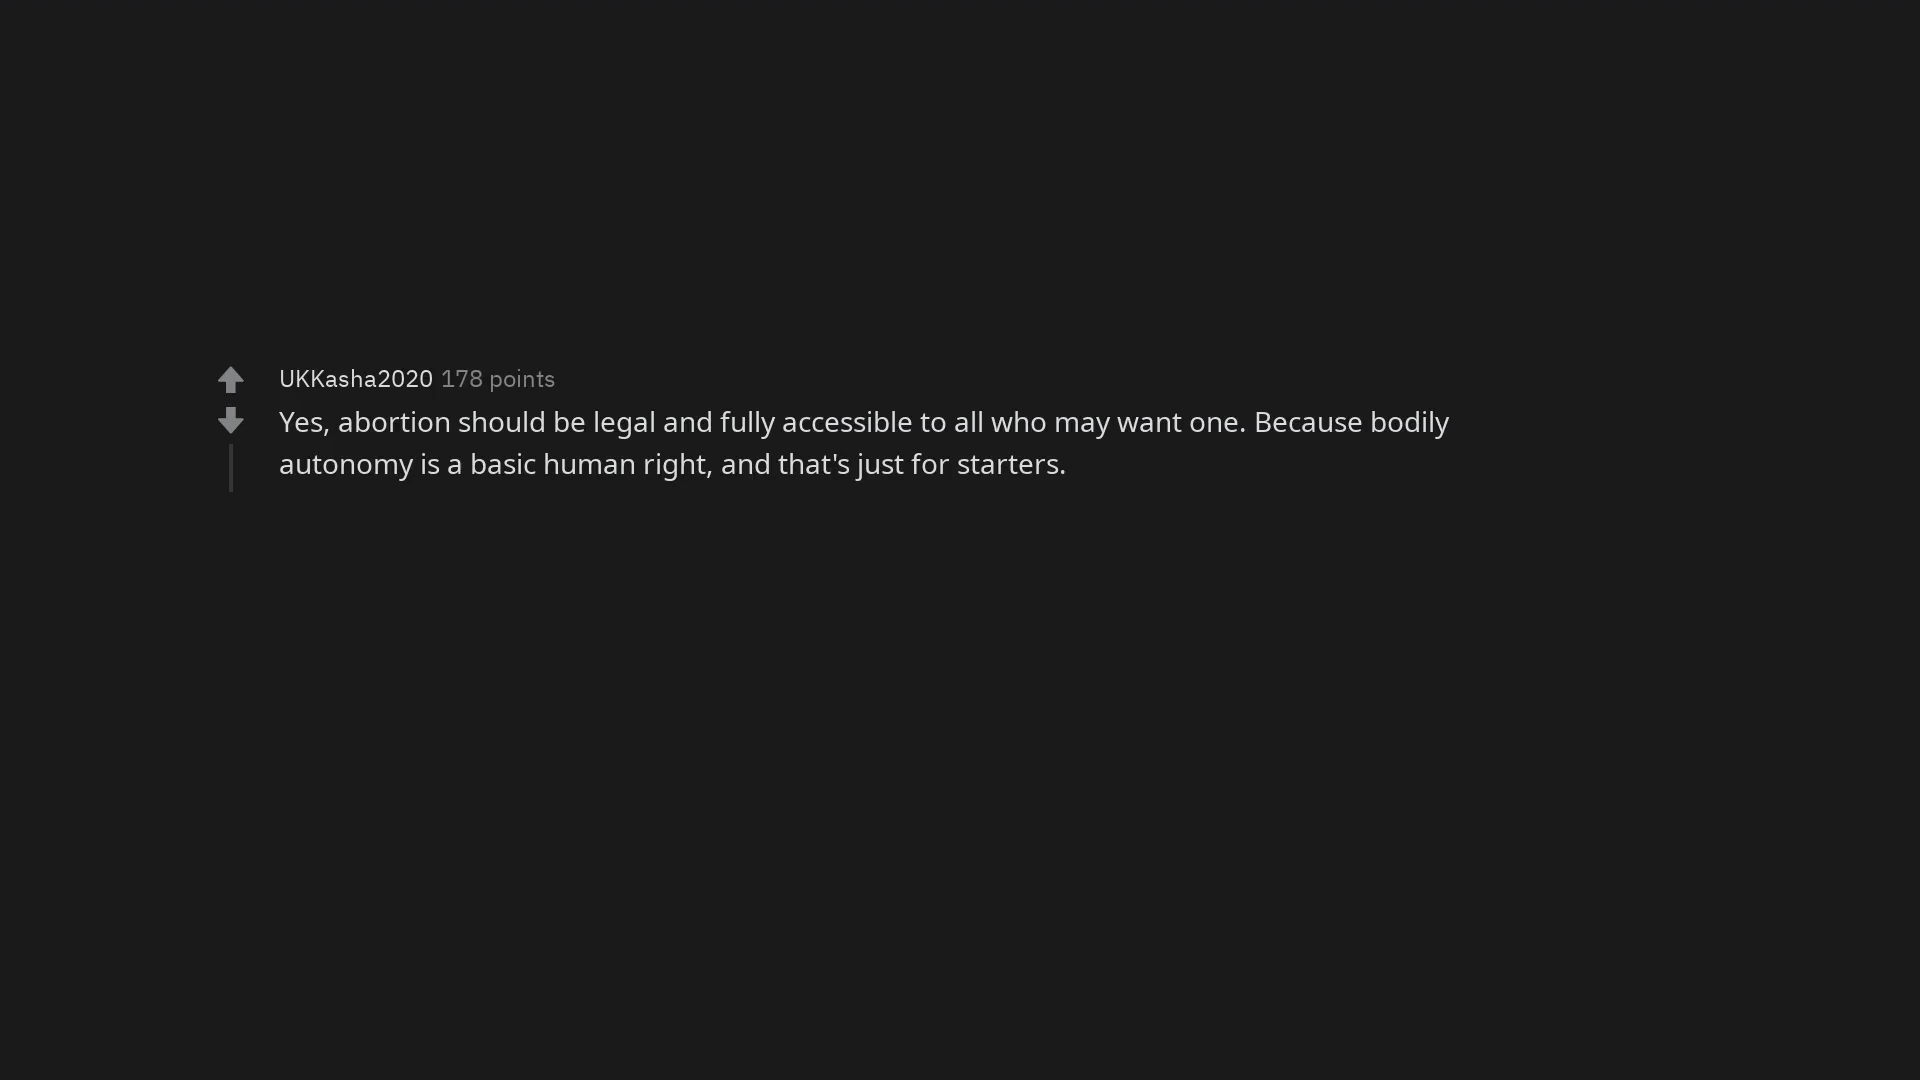 UKKasha2020 178 points
Yes, abortion should be legal and fully accessible to all who may want one. Because bodily
autonomy is a basic human right, and that's just for starters.